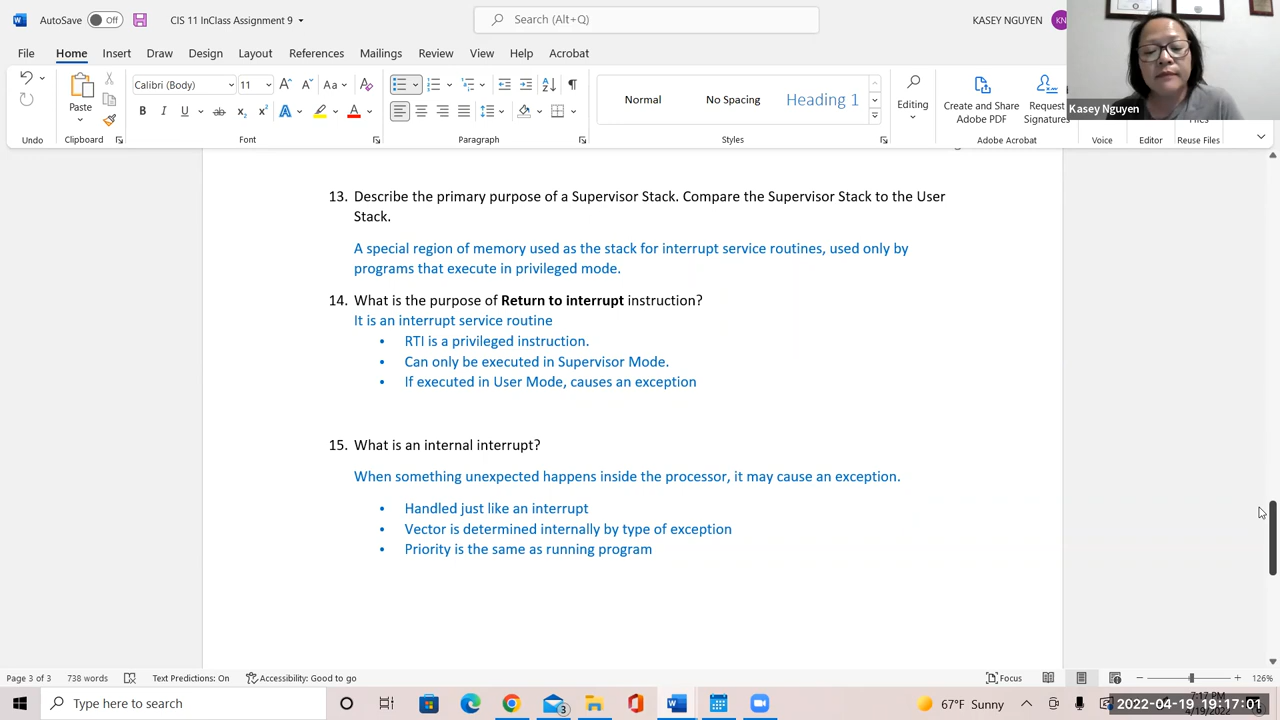 AutoSave Off CIS 11 InClass Assignment 9 Search (Alt+Q) KASEY NGUYEN KN
File Home Insert Draw Design Layout References Mailings Review View Help Acrobat
Calibri (Body) 11 Aa
Paste
Normal No Spacing Heading 1
Editing
Create and Share Adobe PDF
Request Signatures
Kasey Nguyen
Undo Clipboard Font Paragraph Styles Adobe Acrobat Voice Editor Reuse Files
13. Describe the primary purpose of a Supervisor Stack. Compare the Supervisor Stack to the User
Stack.
A special region of memory used as the stack for interrupt service routines, used only by
programs that execute in privileged mode.
14. What is the purpose of Return to interrupt instruction?
It is an interrupt service routine
• RTI is a privileged instruction.
• Can only be executed in Supervisor Mode.
• If executed in User Mode, causes an exception
15. What is an internal interrupt?
When something unexpected happens inside the processor, it may cause an exception.
• Handled just like an interrupt
• Vector is determined internally by type of exception
• Priority is the same as running program
Page 3 of 3 738 words Text Predictions: On Accessibility: Good to go Focus 126%
Type here to search 3 67°F Sunny 7:17 PM
2022-04-19 19:17:01